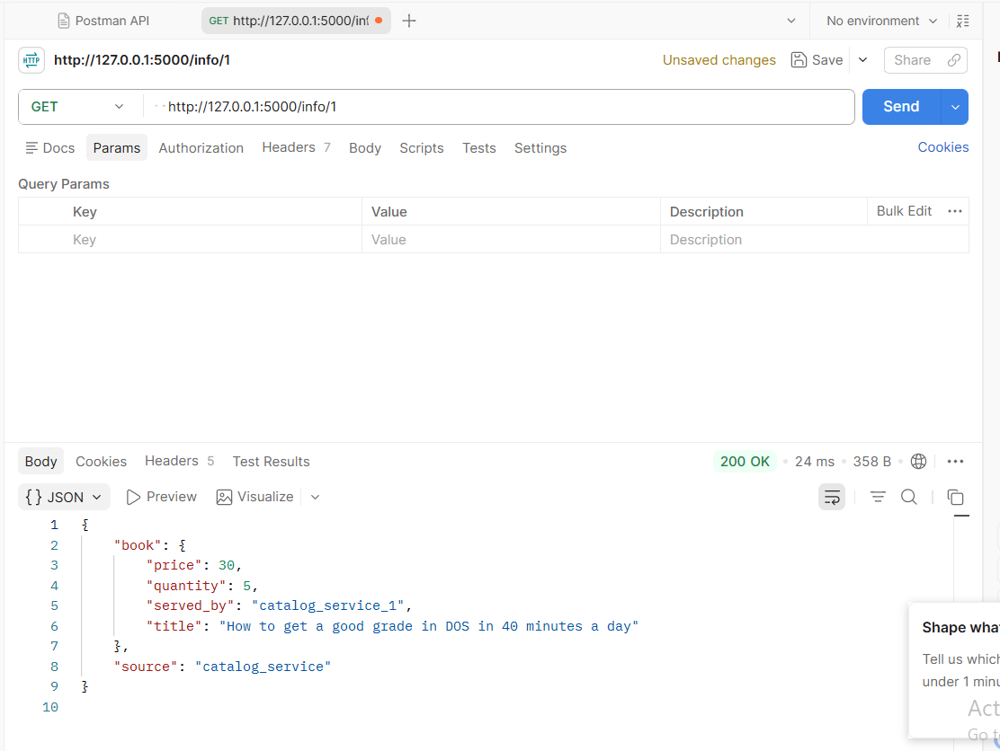 Postman API
GET http://127.0.0.1:5000/inf
No environment
HTTP http://127.0.0.1:5000/info/1
Unsaved changes
Save
Share
GET
http://127.0.0.1:5000/info/1
Send
Docs Params Authorization Headers 7 Body Scripts Tests Settings
Cookies
Query Params
Key Value Description Bulk Edit
Key Value Description
Body Cookies Headers 5 Test Results
200 OK 24 ms 358 B
{} JSON Preview Visualize
1 {
2 "book": {
3 "price": 30,
4 "quantity": 5,
5 "served_by": "catalog_service_1",
6 "title": "How to get a good grade in DOS in 40 minutes a day"
7 },
8 "source": "catalog_service"
9 }
10
Shape what
Tell us which
under 1 minu
Act
Go to